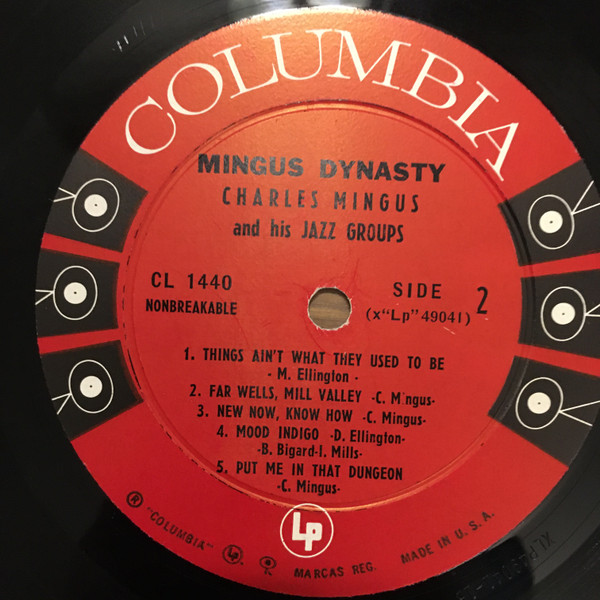 COLUMBIA
MINGUS DYNASTY
CHARLES MINGUS
and his JAZZ GROUPS
CL 1440
NONBREAKABLE
SIDE 2
(x"Lp" 49041)
1. THINGS AIN'T WHAT THEY USED TO BE
- M. Ellington -
2. FAR WELLS, MILL VALLEY -C. Mingus-
3. NEW NOW, KNOW HOW -C. Mingus-
4. MOOD INDIGO -D. Ellington-
-B. Bigard-I. Mills-
5. PUT ME IN THAT DUNGEON
-C. Mingus-
Lp
® "COLUMBIA" MARCAS REG. MADE IN U. S. A.